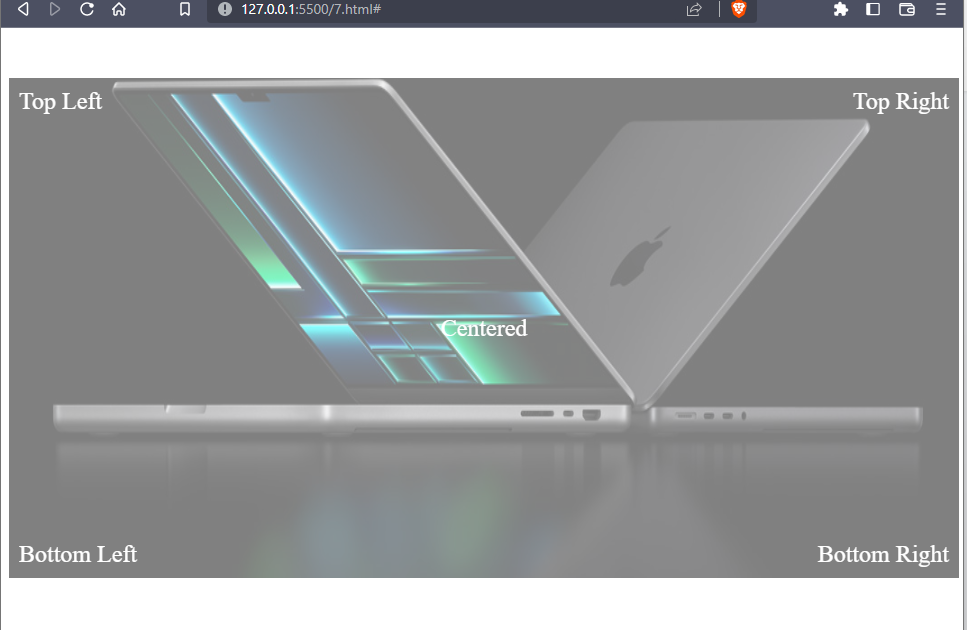 127.0.0.1:5500/7.html#
Top Left
Top Right
Centered
Bottom Left
Bottom Right